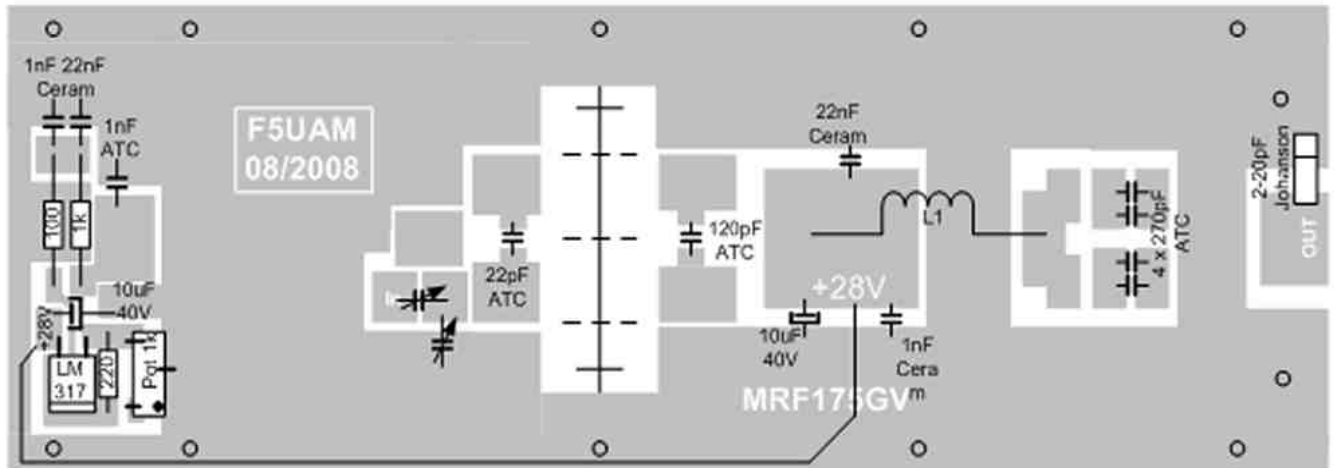 1nF 22nF
Ceram
1nF
ATC
F5UAM
08/2008
100
1k
10uF
40V
+28V
LM
317
220
Pot 1k
In
22pF
ATC
120pF
ATC
22nF
Ceram
L1
+28V
10uF
40V
1nF
Cera
m
MRF175GV
4 x 270pF
ATC
2-20pF
Johanson
OUT